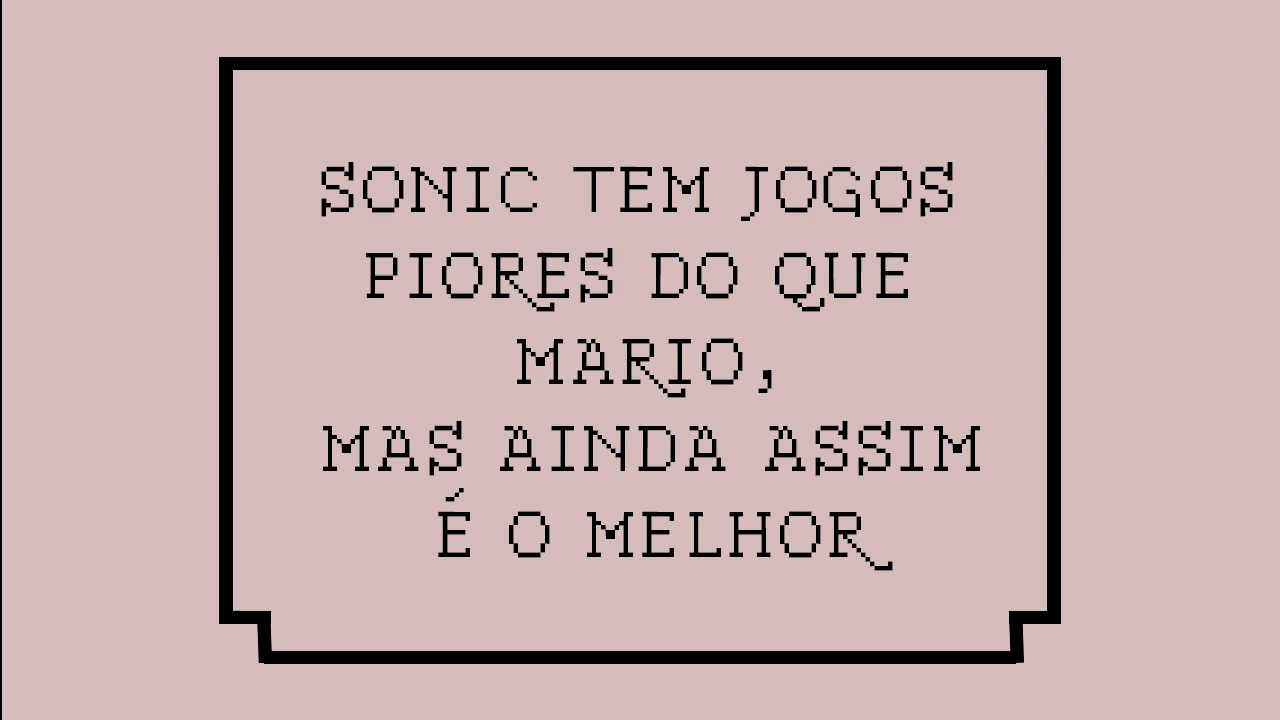 SONIC TEM JOGOS
PIORES DO QUE
MARIO,
MAS AINDA ASSIM
É O MELHOR